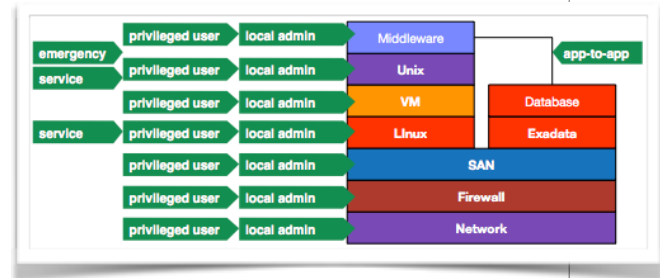 privileged user local admin Middleware
emergency
app-to-app
service
privileged user local admin Unix
privileged user local admin VM Database
service privileged user local admin LInux Exadata
privileged user local admin SAN
privileged user local admin Firewall
privileged user local admin Network